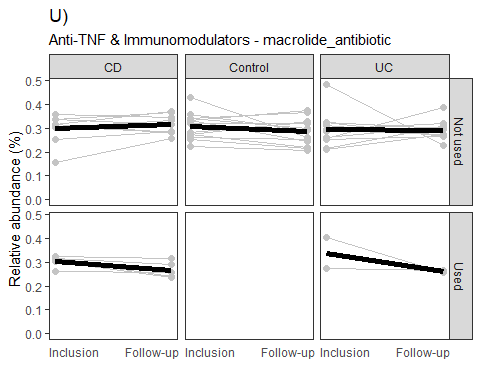 U)
Anti-TNF & Immunomodulators - macrolide_antibiotic
CD
Control
UC
Relative abundance (%)
0.5
0.4
0.3
0.2
0.1
0.0
Not used
0.5
0.4
0.3
0.2
0.1
0.0
Used
Inclusion
Follow-up
Inclusion
Follow-up
Inclusion
Follow-up